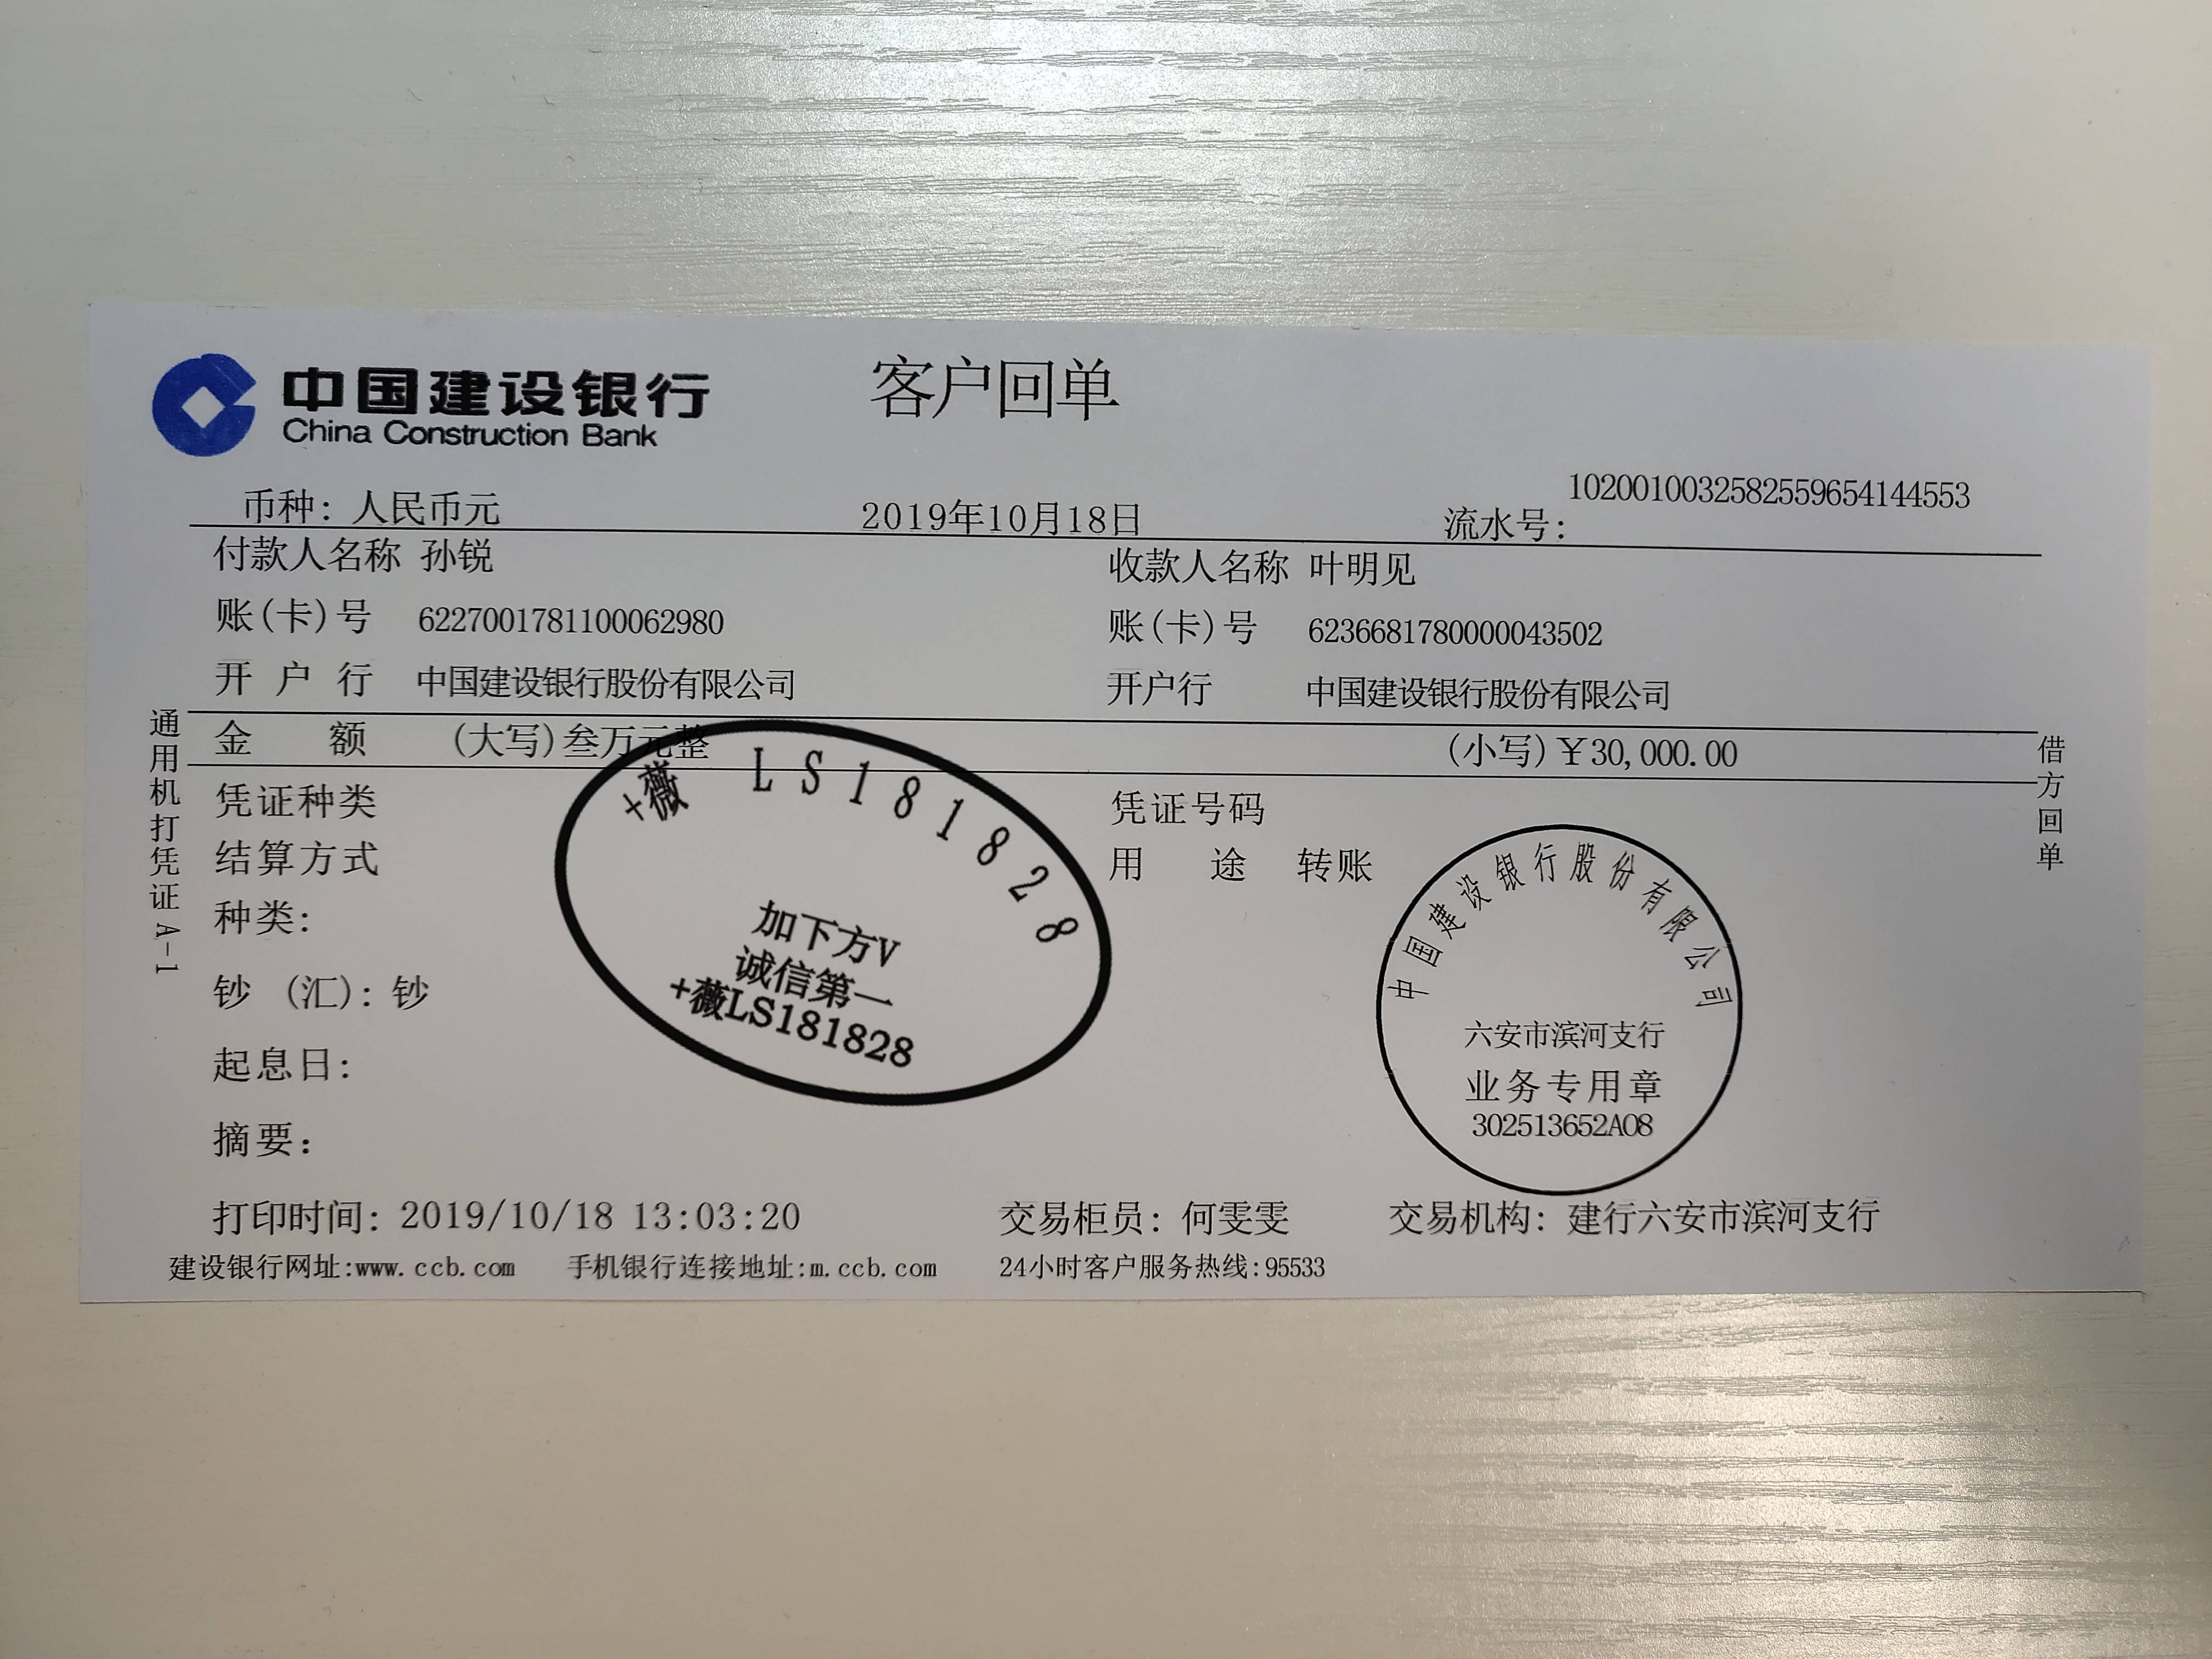 中国建设银行
China Construction Bank
客户回单
币种：人民币元
2019年10月18日
流水号：
1020010032582559654144553
付款人名称 孙锐
收款人名称 叶明见
账(卡)号 6227001781100062980
账(卡)号 6236681780000043502
开户行 中国建设银行股份有限公司
开户行 中国建设银行股份有限公司
金额 (大写)叁万元整
(小写)￥30,000.00
凭证种类
凭证号码
结算方式
用途 转账
种类：
钞 (汇)：钞
起息日：
摘要：
+薇 LS181828
加下方V
诚信第一
+薇LS181828
中国建设银行股份有限公司
六安市滨河支行
业务专用章
302513652A08
打印时间：2019/10/18 13:03:20
交易柜员：何雯雯
交易机构：建行六安市滨河支行
建设银行网址:www.ccb.com
手机银行连接地址:m.ccb.com
24小时客户服务热线:95533
通用机打凭证 A-1
借方回单